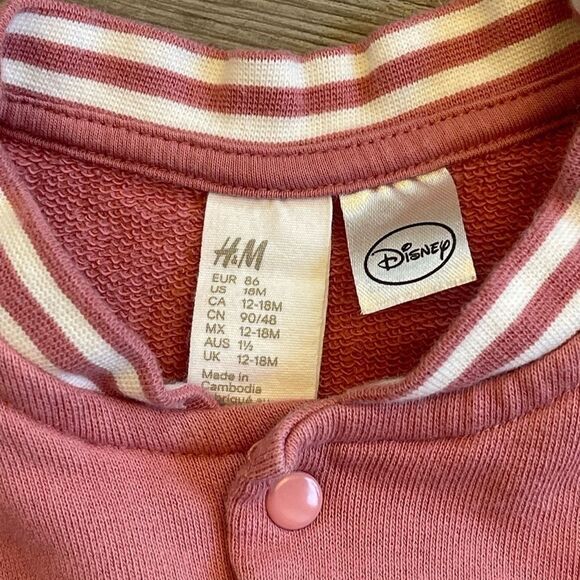 H&M
EUR 86
US 18M
CA 12-18M
CN 90/48
MX 12-18M
AUS 1½
UK 12-18M
Made in
Cambodia
Disney